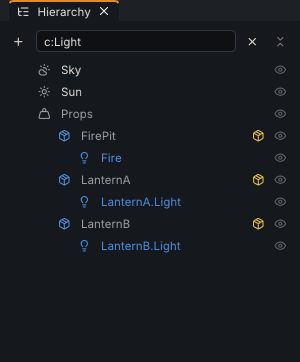 Hierarchy
c:Light
Sky
Sun
Props
FirePit
Fire
LanternA
LanternA.Light
LanternB
LanternB.Light